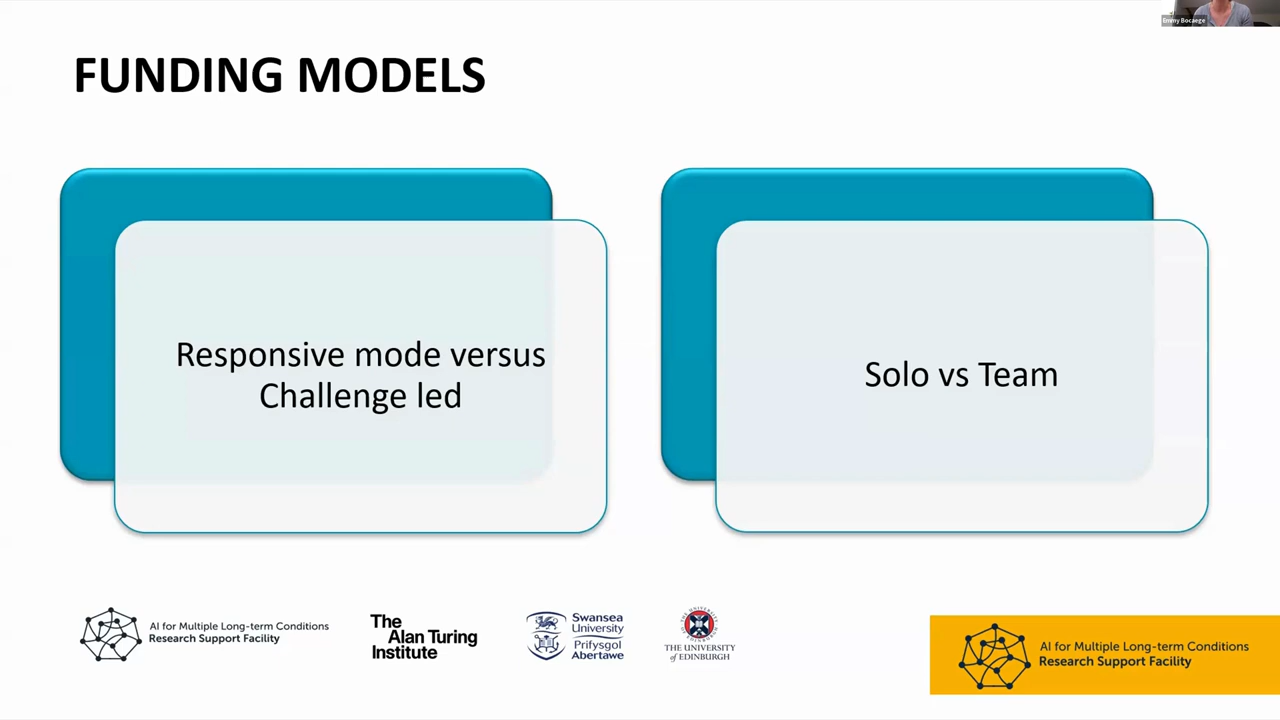 Emmy Bocaege
FUNDING MODELS
Responsive mode versus
Challenge led
Solo vs Team
AI for Multiple Long-term Conditions
Research Support Facility
The
Alan Turing
Institute
Swansea
University
Prifysgol
Abertawe
THE UNIVERSITY
of EDINBURGH
AI for Multiple Long-term Conditions
Research Support Facility